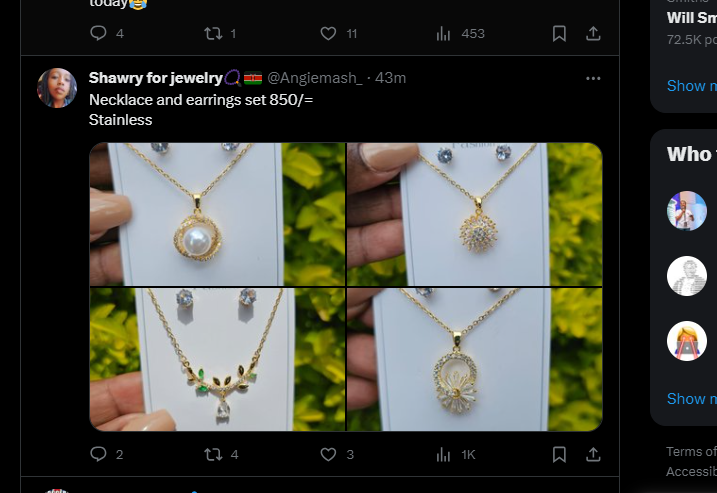 today😂
4 1 11 453
Shawry for jewelry📿🇰🇪 @Angiemash_ · 43m
Necklace and earrings set 850/=
Stainless
2 4 3 1K
Will Sm
72.5K po
Show m
Who
Show m
Terms of
Accessib